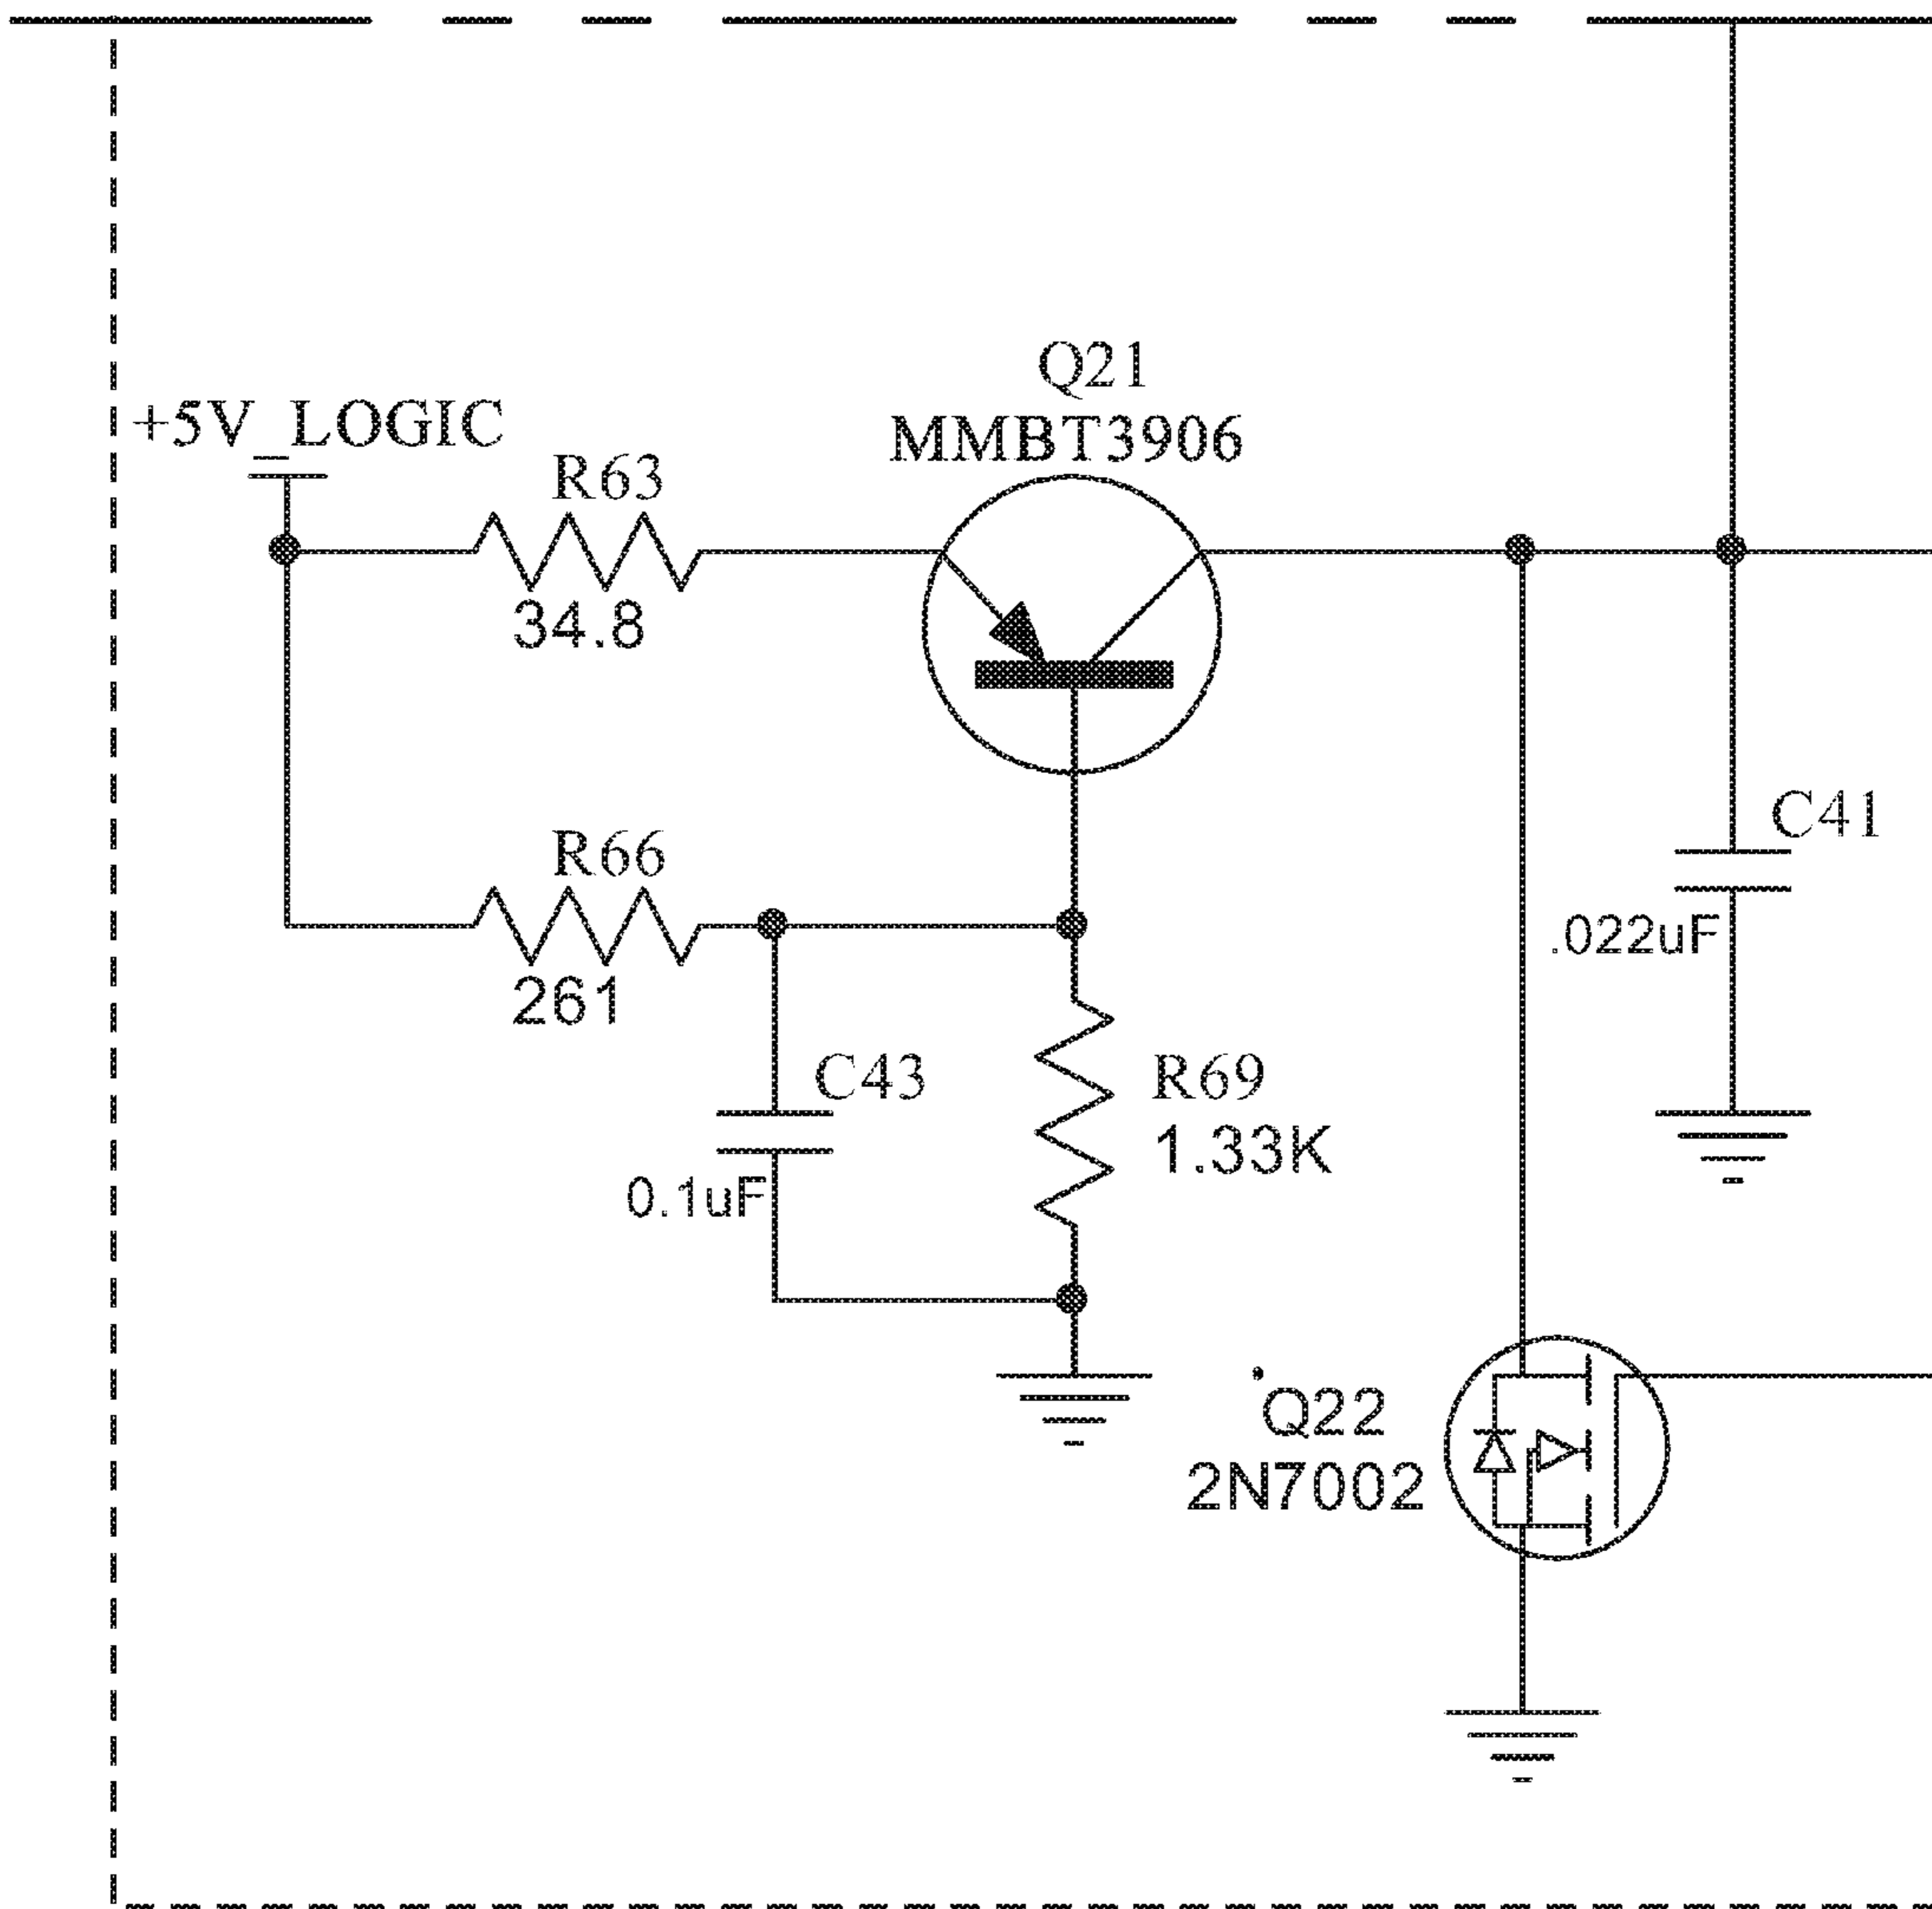 Q21
MMBT3906
+5V_LOGIC
R63
34.8
C41
.022uF
R66
261
C43
0.1uF
R69
1.33K
Q22
2N7002